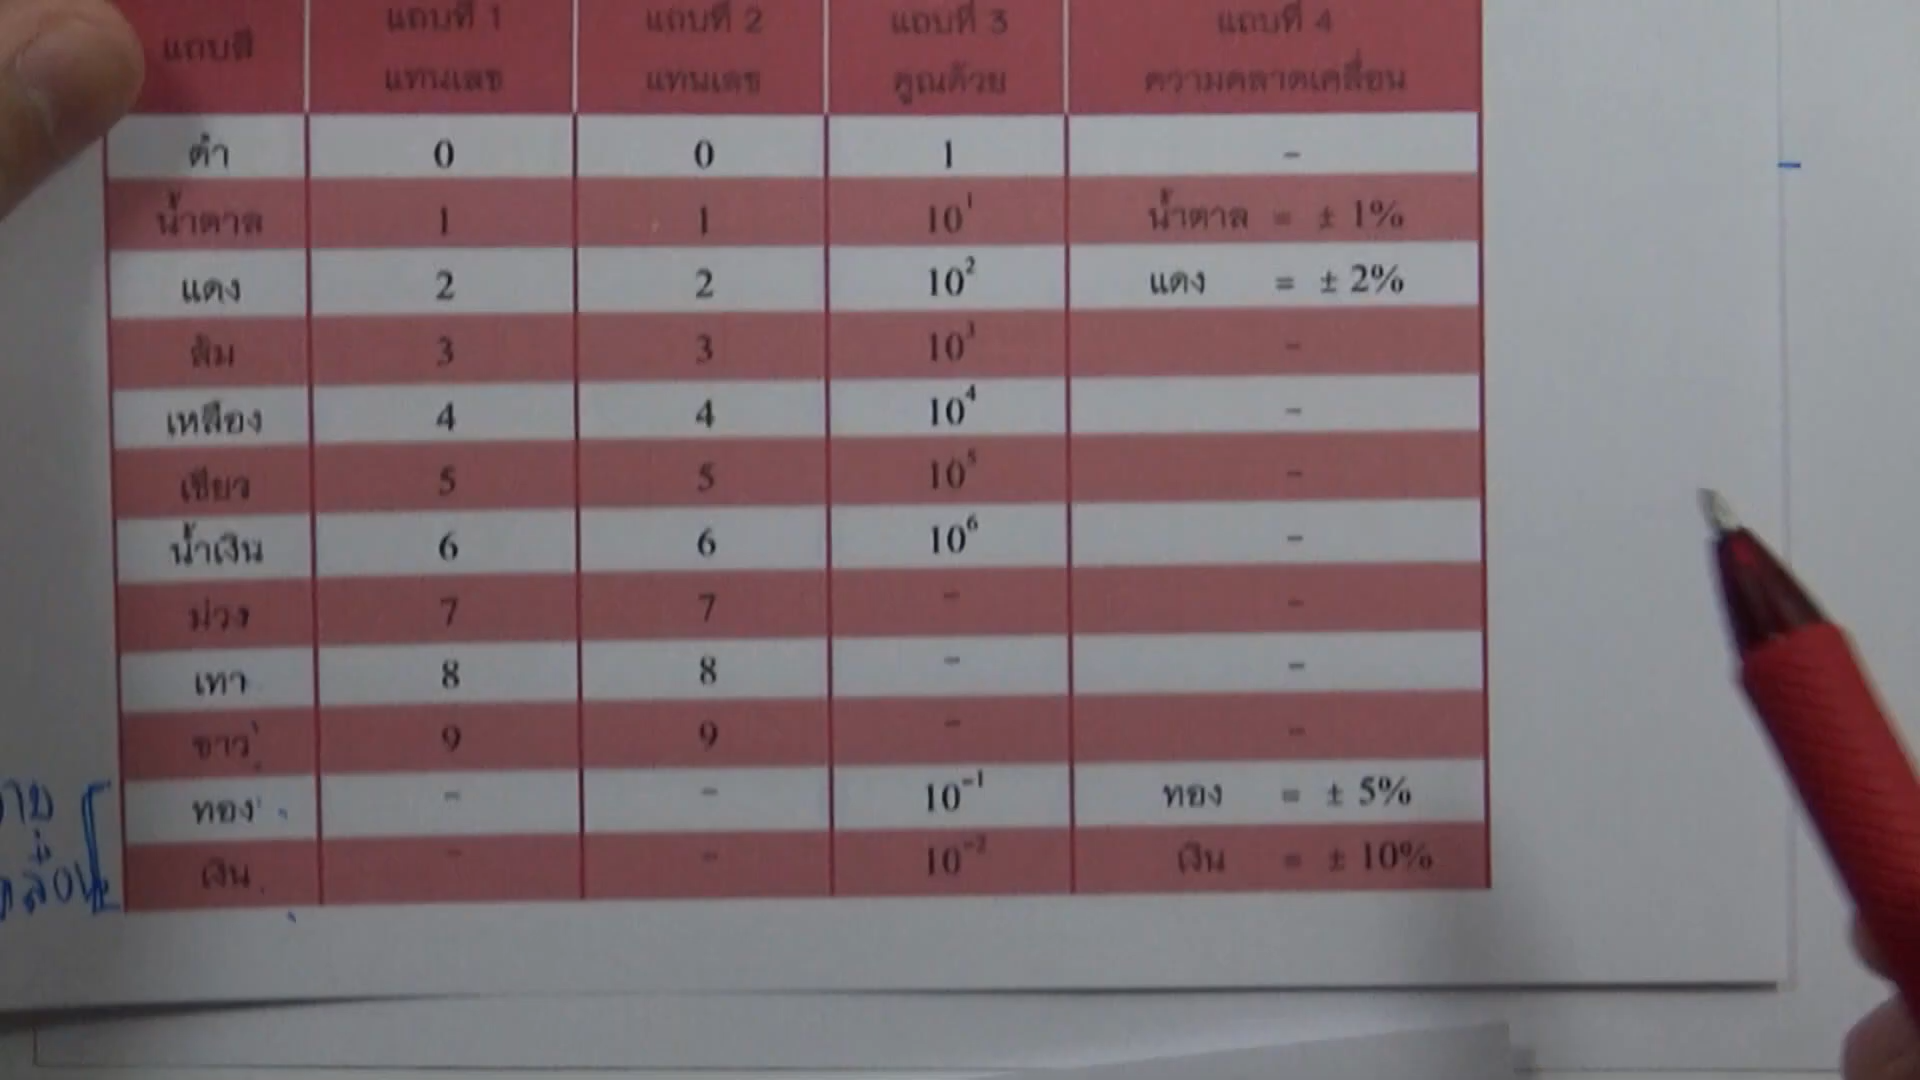 แถบสี แถบที่ 1 แทนเลข แถบที่ 2 แทนเลข แถบที่ 3 คูณด้วย แถบที่ 4 ความคลาดเคลื่อน
ดำ 0 0 1 -
น้ำตาล 1 1 10¹ น้ำตาล = ± 1%
แดง 2 2 10² แดง = ± 2%
ส้ม 3 3 10³ -
เหลือง 4 4 10⁴ -
เขียว 5 5 10⁵ -
น้ำเงิน 6 6 10⁶ -
ม่วง 7 7 - -
เทา 8 8 - -
ขาว 9 9 - -
ทอง - - 10⁻¹ ทอง = ± 5%
เงิน - - 10⁻² เงิน = ± 10%